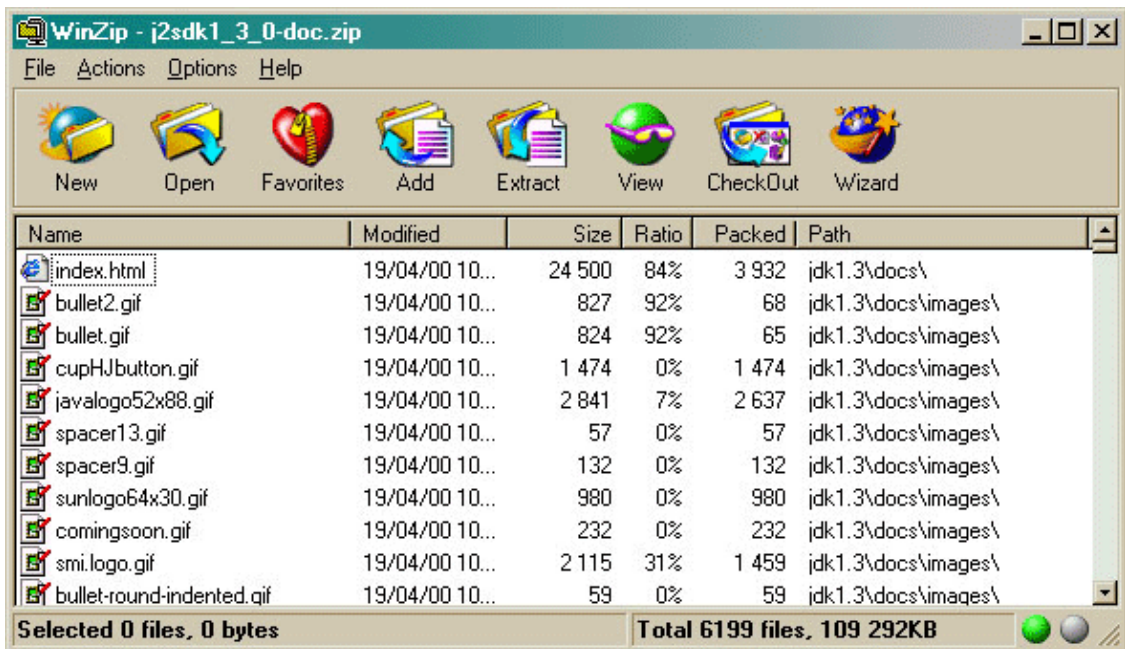 WinZip - j2sdk1_3_0-doc.zip
File Actions Options Help
New Open Favorites Add Extract View CheckOut Wizard
Name Modified Size Ratio Packed Path
index.html 19/04/00 10... 24 500 84% 3 932 jdk1.3\docs\
bullet2.gif 19/04/00 10... 827 92% 68 jdk1.3\docs\images\
bullet.gif 19/04/00 10... 824 92% 65 jdk1.3\docs\images\
cupHJbutton.gif 19/04/00 10... 1 474 0% 1 474 jdk1.3\docs\images\
javalogo52x88.gif 19/04/00 10... 2 841 7% 2 637 jdk1.3\docs\images\
spacer13.gif 19/04/00 10... 57 0% 57 jdk1.3\docs\images\
spacer9.gif 19/04/00 10... 132 0% 132 jdk1.3\docs\images\
sunlogo64x30.gif 19/04/00 10... 980 0% 980 jdk1.3\docs\images\
comingsoon.gif 19/04/00 10... 232 0% 232 jdk1.3\docs\images\
smi.logo.gif 19/04/00 10... 2 115 31% 1 459 jdk1.3\docs\images\
bullet-round-indented.gif 19/04/00 10... 59 0% 59 jdk1.3\docs\images\
Selected 0 files, 0 bytes Total 6199 files, 109 292KB